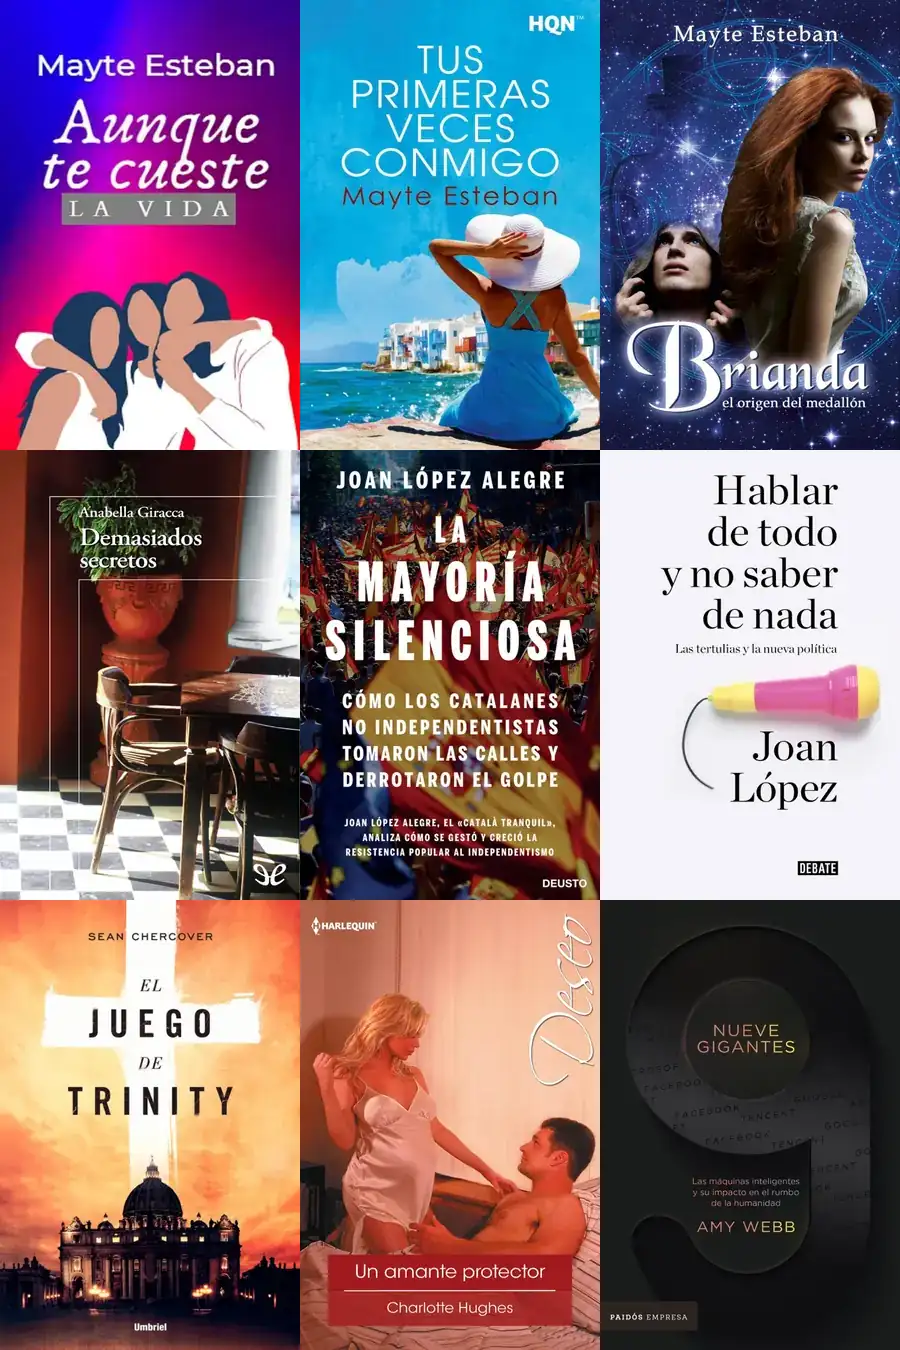 Mayte Esteban
Aunque
te cueste
LA VIDA
HQN™
TUS
PRIMERAS
VECES
CONMIGO
Mayte Esteban
Mayte Esteban
Brianda
el origen del medallón
Anabella Giracca
Demasiados
secretos
JOAN LÓPEZ ALEGRE
LA
MAYORÍA
SILENCIOSA
CÓMO LOS CATALANES
NO INDEPENDENTISTAS
TOMARON LAS CALLES Y
DERROTARON EL GOLPE
JOAN LÓPEZ ALEGRE, EL «CATALÀ TRANQUIL»,
ANALIZA CÓMO SE GESTÓ Y CRECIÓ LA
RESISTENCIA POPULAR AL INDEPENDENTISMO
DEUSTO
Hablar
de todo
y no saber
de nada
Las tertulias y la nueva política
Joan
López
DEBATE
SEAN CHERCOVER
EL
JUEGO
DE
TRINITY
Umbriel
HARLEQUIN
Deseo
Un amante protector
Charlotte Hughes
NUEVE
GIGANTES
FACEBOOK
TENCENT
FACEBOOK
TENCENT
Las máquinas inteligentes
y su impacto en el rumbo
de la humanidad
AMY WEBB
PAIDÓS EMPRESA